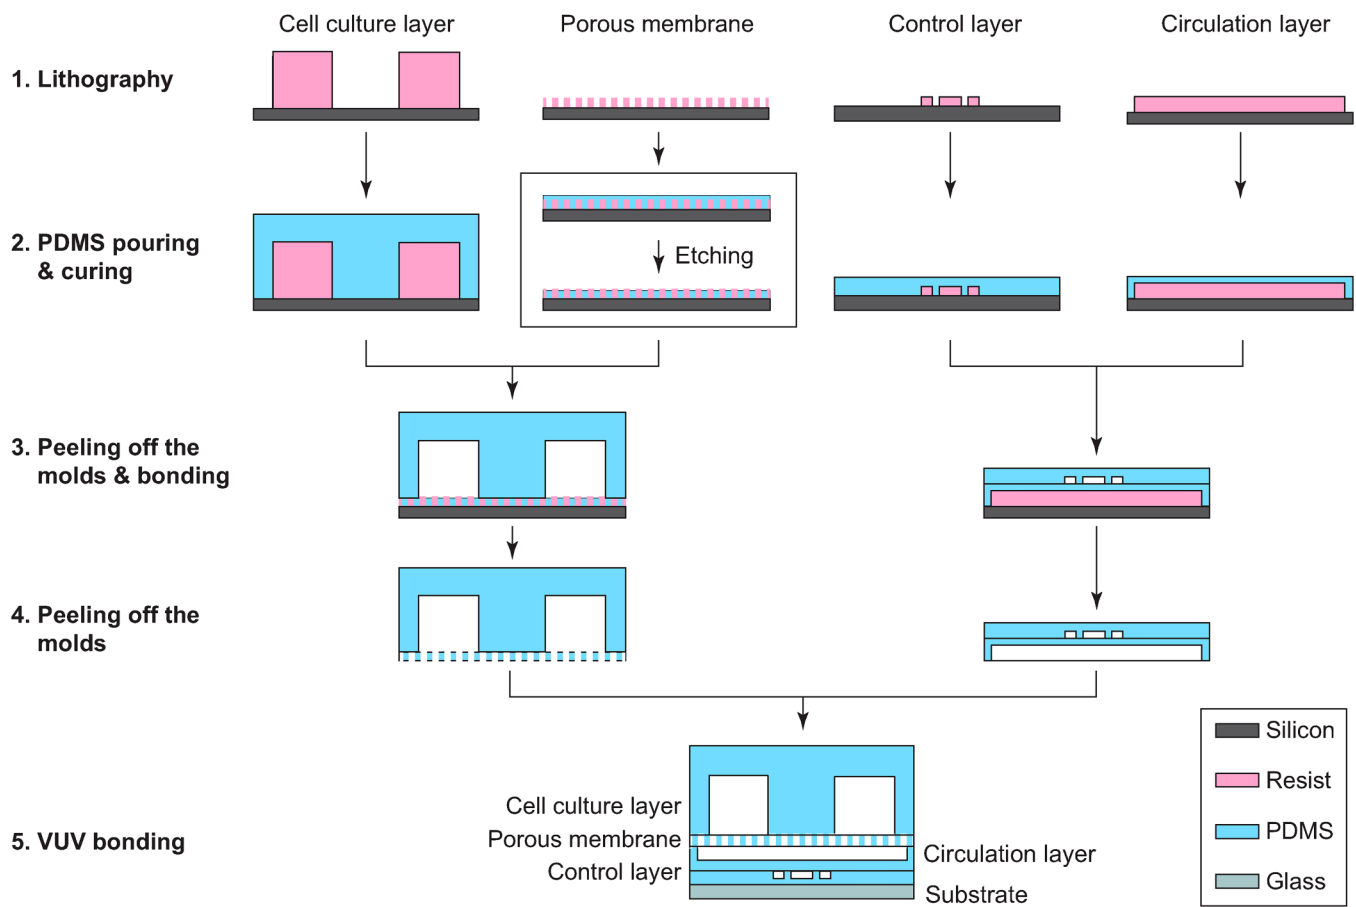 Cell culture layer
Porous membrane
Control layer
Circulation layer
1. Lithography
2. PDMS pouring
& curing
Etching
3. Peeling off the
molds & bonding
4. Peeling off the
molds
5. VUV bonding
Cell culture layer
Porous membrane
Control layer
Circulation layer
Substrate
Silicon
Resist
PDMS
Glass